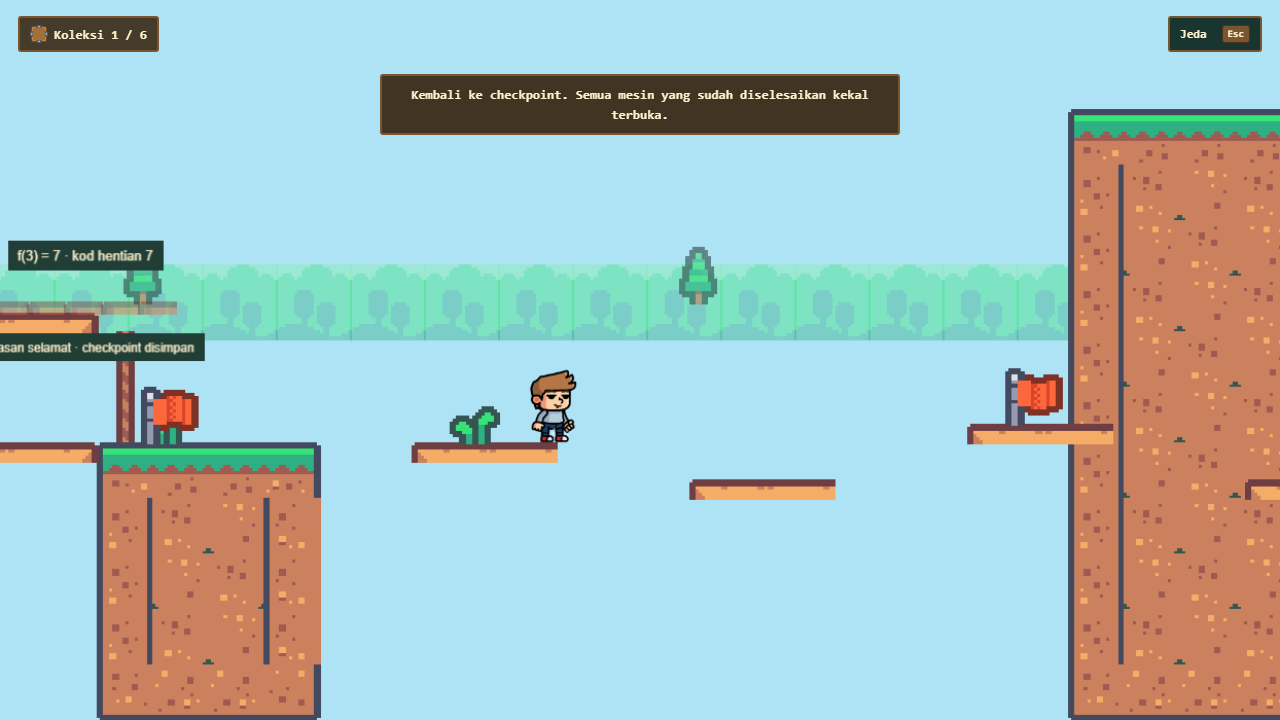 Koleksi 1 / 6
Jeda Esc
Kembali ke checkpoint. Semua mesin yang sudah diselesaikan kekal
terbuka.
f(3) = 7 · kod hentian 7
selamat · checkpoint disimpan